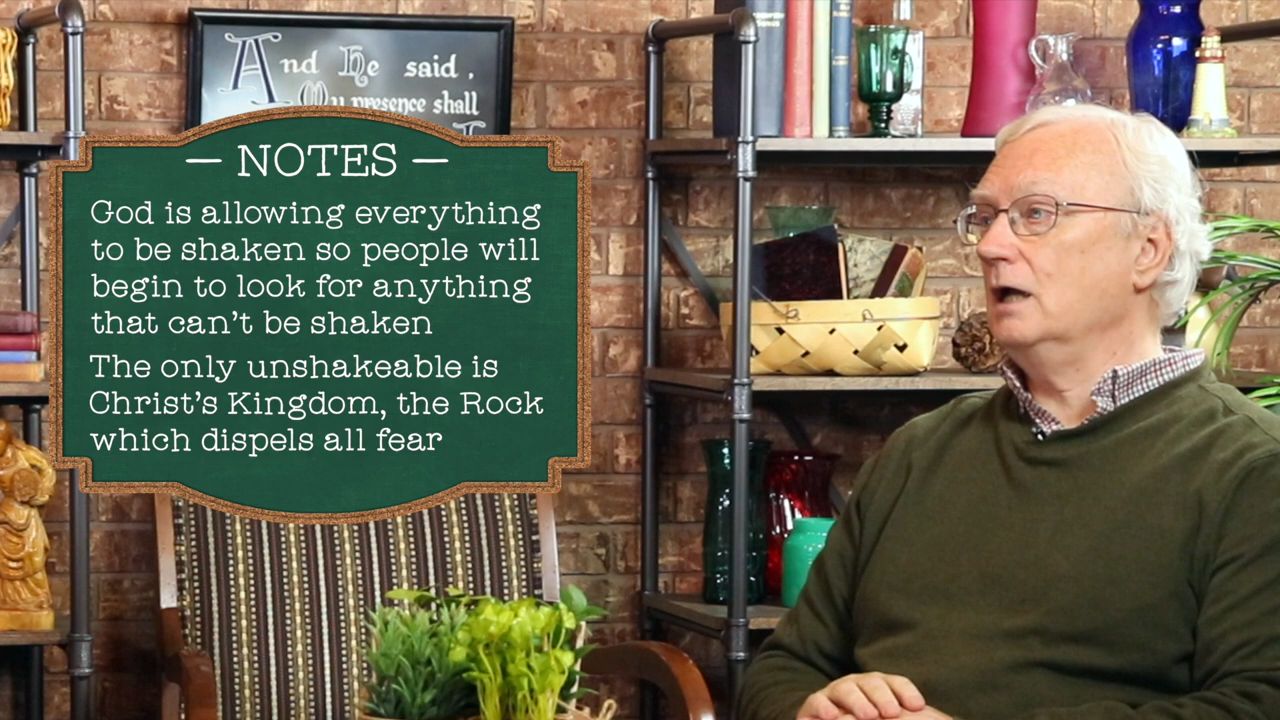 And He said,
My presence shall
— NOTES —
God is allowing everything
to be shaken so people will
begin to look for anything
that can't be shaken
The only unshakeable is
Christ's Kingdom, the Rock
which dispels all fear